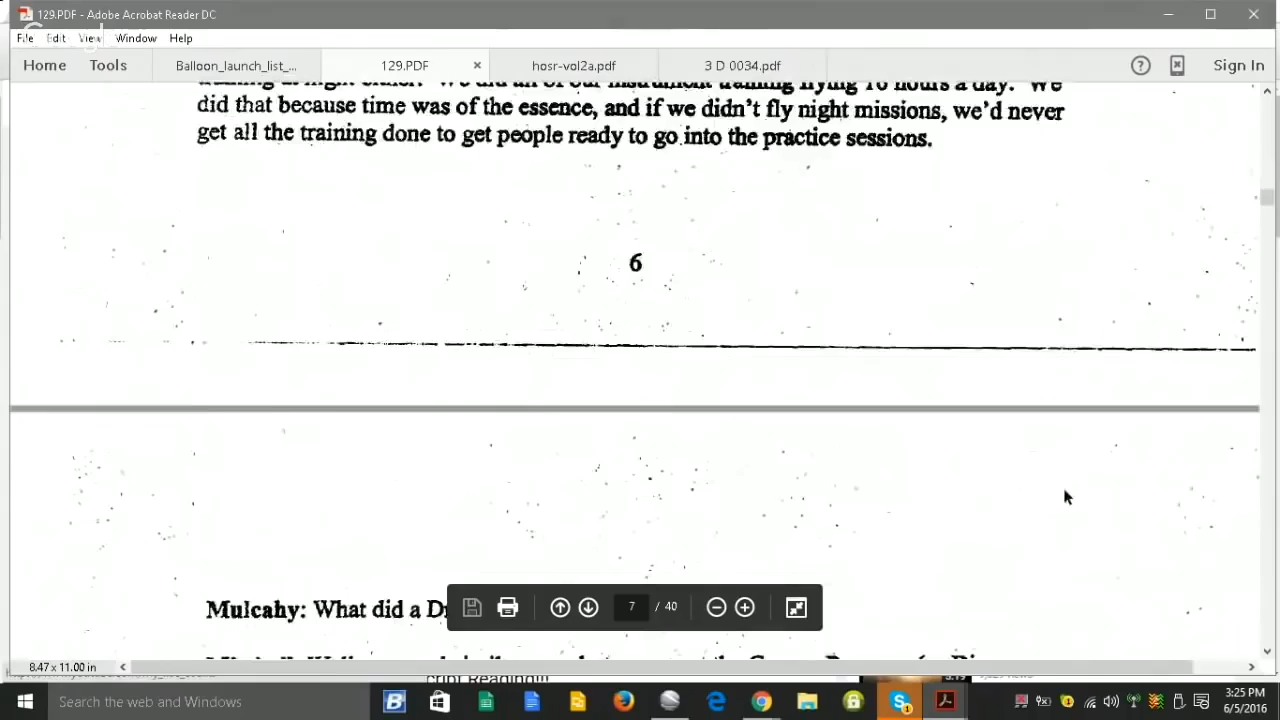 129.PDF - Adobe Acrobat Reader DC
File Edit View Window Help
Home Tools Balloon_launch_list_... 129.PDF × hosr-vol2a.pdf 3 D 0034.pdf Sign In
did that because time was of the essence, and if we didn't fly night missions, we'd never
get all the training done to get people ready to go into the practice sessions.
6
Mulcahy: What did a
7 / 40
8.47 x 11.00 in
cript Reading!!!
Search the web and Windows
3:25 PM
6/5/2016